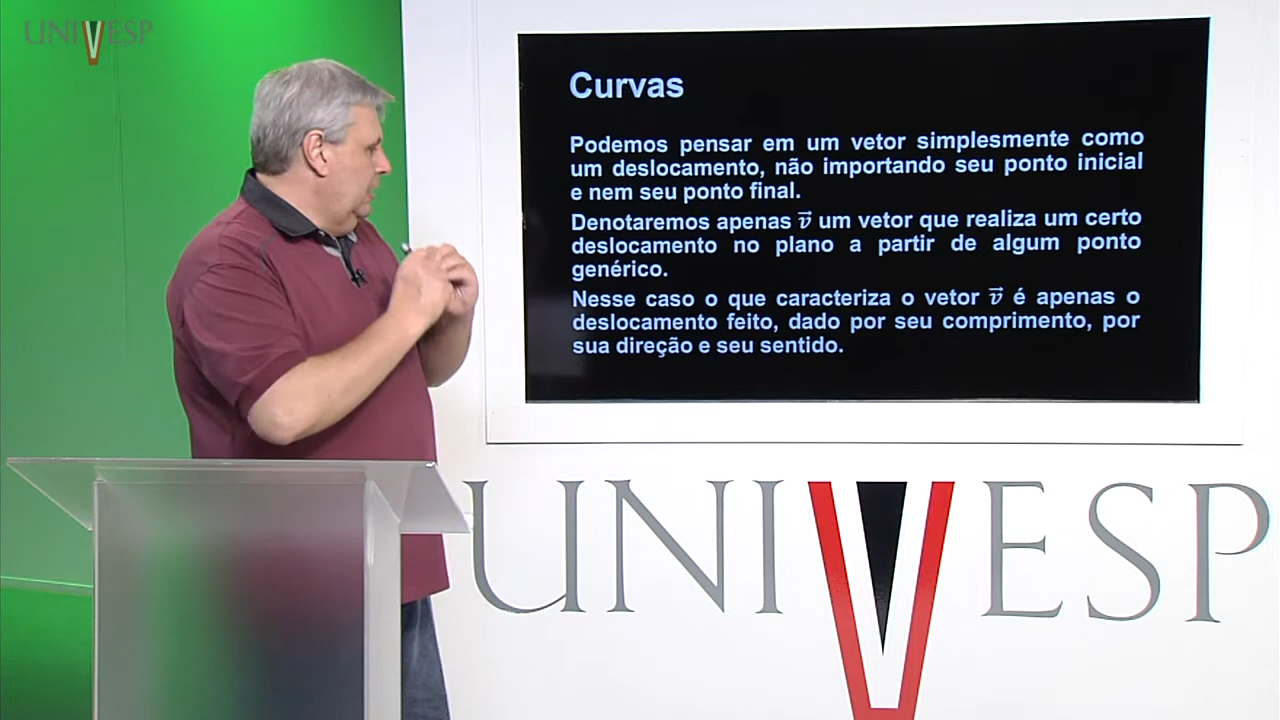 UNIVESP
Curvas
Podemos pensar em um vetor simplesmente como
um deslocamento, não importando seu ponto inicial
e nem seu ponto final.
Denotaremos apenas v⃗ um vetor que realiza um certo
deslocamento no plano a partir de algum ponto
genérico.
Nesse caso o que caracteriza o vetor v⃗ é apenas o
deslocamento feito, dado por seu comprimento, por
sua direção e seu sentido.
UNIVESP